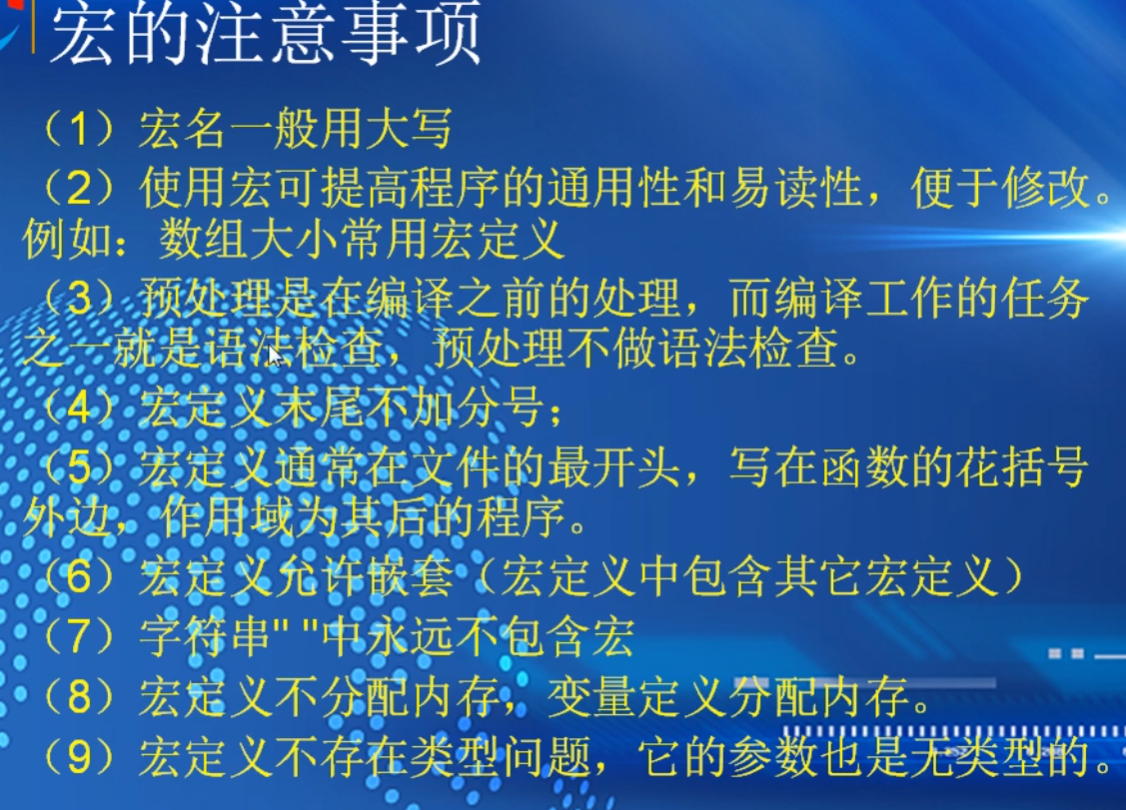 宏的注意事项
（1）宏名一般用大写
（2）使用宏可提高程序的通用性和易读性，便于修改。
例如：数组大小常用宏定义
（3）预处理是在编译之前的处理，而编译工作的任务
之一就是语法检查，预处理不做语法检查。
（4）宏定义末尾不加分号；
（5）宏定义通常在文件的最开头，写在函数的花括号
外边，作用域为其后的程序。
（6）宏定义允许嵌套（宏定义中包含其它宏定义）
（7）字符串" "中永远不包含宏
（8）宏定义不分配内存，变量定义分配内存。
（9）宏定义不存在类型问题，它的参数也是无类型的。